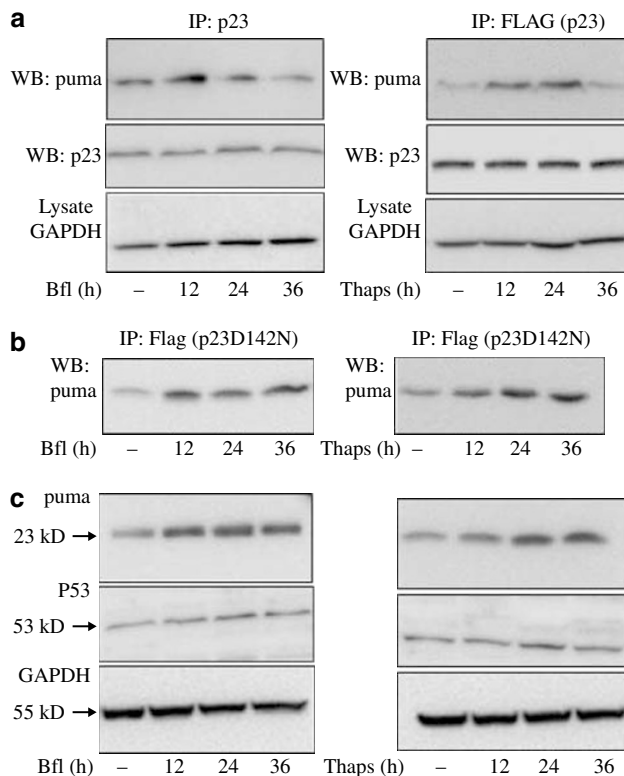 a
IP: p23
IP: FLAG (p23)
WB: puma
WB: puma
WB: p23
WB: p23
Lysate
GAPDH
Lysate
GAPDH
Bfl (h) – 12 24 36
Thaps (h) – 12 24 36
b
IP: Flag (p23D142N)
IP: Flag (p23D142N)
WB:
puma
WB:
puma
Bfl (h) – 12 24 36
Thaps (h) – 12 24 36
c
puma
23 kD
P53
53 kD
GAPDH
55 kD
Bfl (h) – 12 24 36
Thaps (h) – 12 24 36